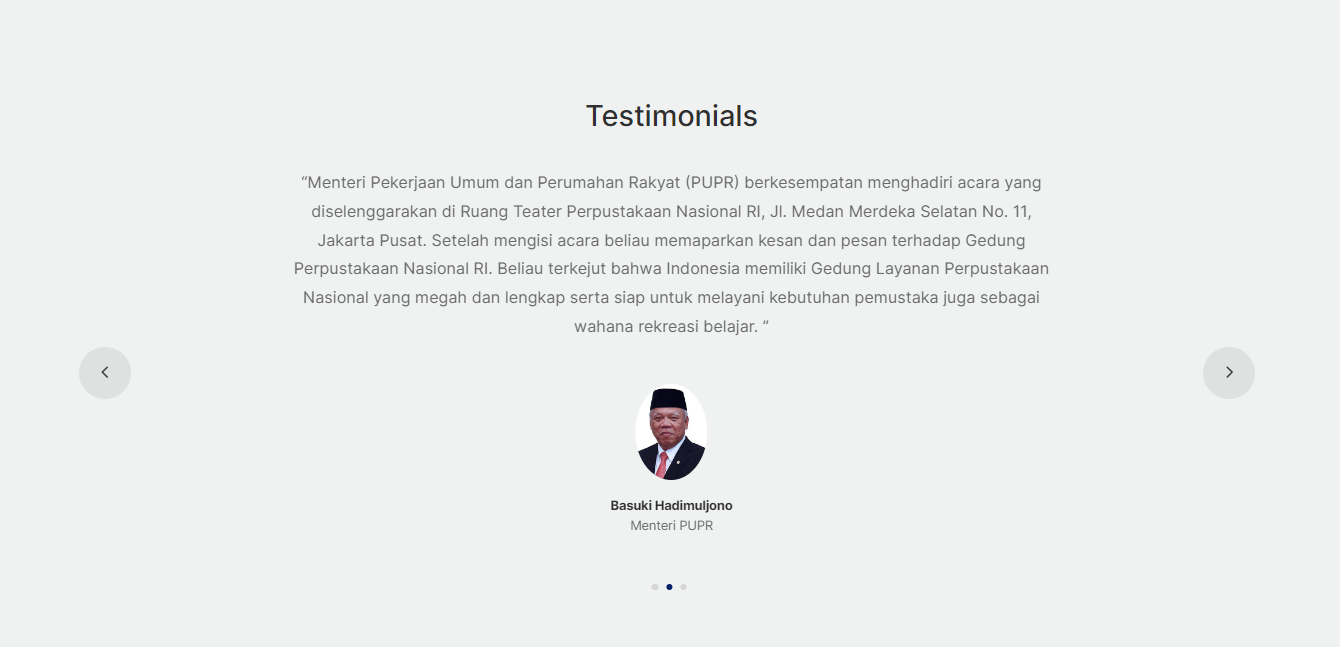 Testimonials
“Menteri Pekerjaan Umum dan Perumahan Rakyat (PUPR) berkesempatan menghadiri acara yang
diselenggarakan di Ruang Teater Perpustakaan Nasional RI, Jl. Medan Merdeka Selatan No. 11,
Jakarta Pusat. Setelah mengisi acara beliau memaparkan kesan dan pesan terhadap Gedung
Perpustakaan Nasional RI. Beliau terkejut bahwa Indonesia memiliki Gedung Layanan Perpustakaan
Nasional yang megah dan lengkap serta siap untuk melayani kebutuhan pemustaka juga sebagai
wahana rekreasi belajar. ”
Basuki Hadimuljono
Menteri PUPR